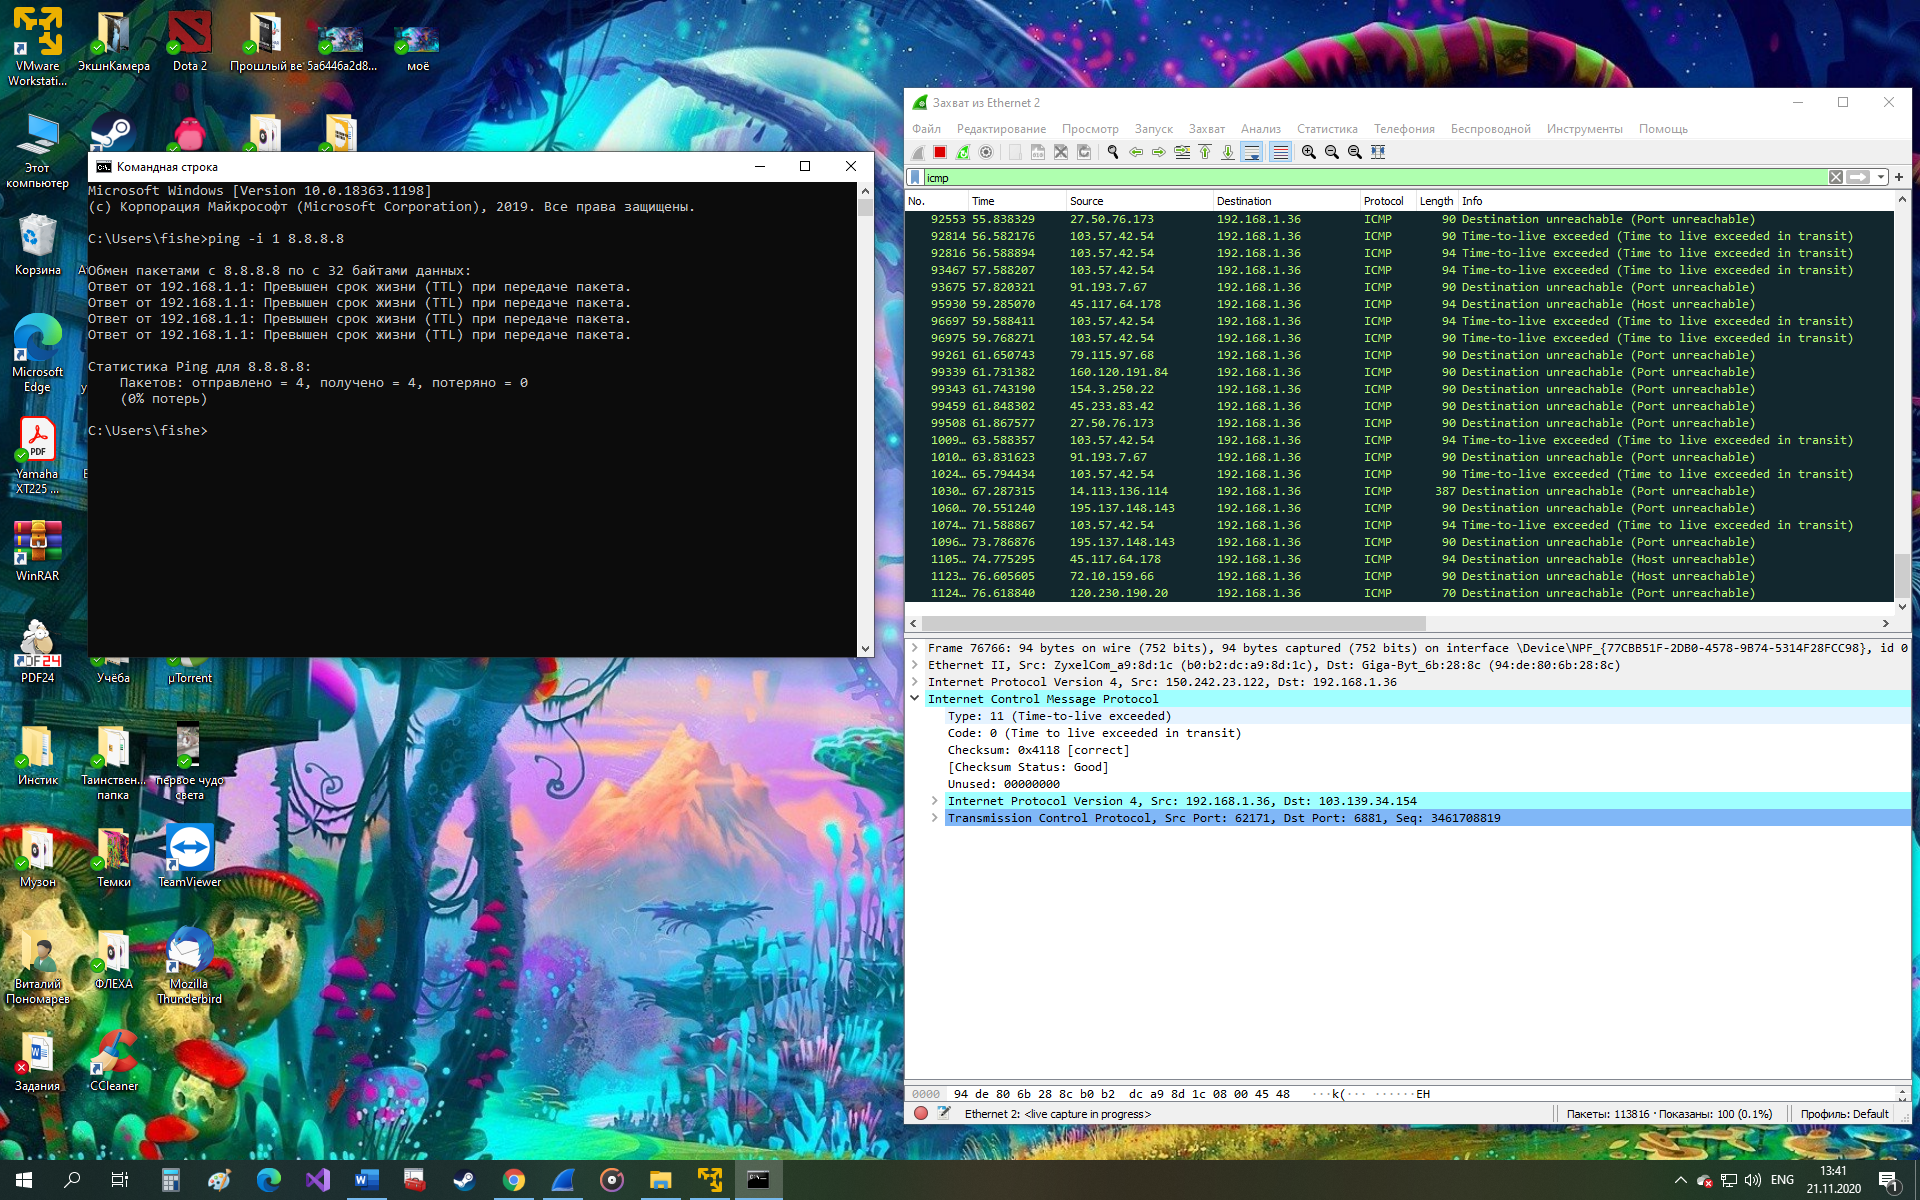 VMware
Workstati...
ЭкшнКамера
Dota 2
Прошлый ве
5a6446a2d8...
моё
Этот
компьютер
Корзина
Microsoft
Edge
PDF
Yamaha
XT225 ...
WinRAR
PDF24
Учёба
µTorrent
Инстик
Таинствен...
папка
первое чудо
света
Музон
Темки
TeamViewer
Виталий
Пономарев
ФЛЕХА
Mozilla
Thunderbird
Задания
CCleaner
Командная строка
Microsoft Windows [Version 10.0.18363.1198]
(c) Корпорация Майкрософт (Microsoft Corporation), 2019. Все права защищены.
C:\Users\fishe>ping -i 1 8.8.8.8
Обмен пакетами с 8.8.8.8 по с 32 байтами данных:
Ответ от 192.168.1.1: Превышен срок жизни (TTL) при передаче пакета.
Ответ от 192.168.1.1: Превышен срок жизни (TTL) при передаче пакета.
Ответ от 192.168.1.1: Превышен срок жизни (TTL) при передаче пакета.
Ответ от 192.168.1.1: Превышен срок жизни (TTL) при передаче пакета.
Статистика Ping для 8.8.8.8:
Пакетов: отправлено = 4, получено = 4, потеряно = 0
(0% потерь)
C:\Users\fishe>
Захват из Ethernet 2
Файл Редактирование Просмотр Запуск Захват Анализ Статистика Телефония Беспроводной Инструменты Помощь
icmp
No. Time Source Destination Protocol Length Info
92553 55.838329 27.50.76.173 192.168.1.36 ICMP 90 Destination unreachable (Port unreachable)
92814 56.582176 103.57.42.54 192.168.1.36 ICMP 90 Time-to-live exceeded (Time to live exceeded in transit)
92816 56.588894 103.57.42.54 192.168.1.36 ICMP 94 Time-to-live exceeded (Time to live exceeded in transit)
93467 57.588207 103.57.42.54 192.168.1.36 ICMP 94 Time-to-live exceeded (Time to live exceeded in transit)
93675 57.820321 91.193.7.67 192.168.1.36 ICMP 90 Destination unreachable (Port unreachable)
95930 59.285070 45.117.64.178 192.168.1.36 ICMP 94 Destination unreachable (Host unreachable)
96697 59.588411 103.57.42.54 192.168.1.36 ICMP 94 Time-to-live exceeded (Time to live exceeded in transit)
96975 59.768271 103.57.42.54 192.168.1.36 ICMP 90 Time-to-live exceeded (Time to live exceeded in transit)
99261 61.650743 79.115.97.68 192.168.1.36 ICMP 90 Destination unreachable (Port unreachable)
99339 61.731382 160.120.191.84 192.168.1.36 ICMP 90 Destination unreachable (Port unreachable)
99343 61.743190 154.3.250.22 192.168.1.36 ICMP 90 Destination unreachable (Port unreachable)
99459 61.848302 45.233.83.42 192.168.1.36 ICMP 90 Destination unreachable (Port unreachable)
99508 61.867577 27.50.76.173 192.168.1.36 ICMP 90 Destination unreachable (Port unreachable)
1009… 63.588357 103.57.42.54 192.168.1.36 ICMP 94 Time-to-live exceeded (Time to live exceeded in transit)
1010… 63.831623 91.193.7.67 192.168.1.36 ICMP 90 Destination unreachable (Port unreachable)
1024… 65.794434 103.57.42.54 192.168.1.36 ICMP 90 Time-to-live exceeded (Time to live exceeded in transit)
1030… 67.287315 14.113.136.114 192.168.1.36 ICMP 387 Destination unreachable (Port unreachable)
1060… 70.551240 195.137.148.143 192.168.1.36 ICMP 90 Destination unreachable (Port unreachable)
1074… 71.588867 103.57.42.54 192.168.1.36 ICMP 94 Time-to-live exceeded (Time to live exceeded in transit)
1096… 73.786876 195.137.148.143 192.168.1.36 ICMP 90 Destination unreachable (Port unreachable)
1105… 74.775295 45.117.64.178 192.168.1.36 ICMP 94 Destination unreachable (Host unreachable)
1123… 76.605605 72.10.159.66 192.168.1.36 ICMP 90 Destination unreachable (Host unreachable)
1124… 76.618840 120.230.190.20 192.168.1.36 ICMP 70 Destination unreachable (Port unreachable)
Frame 76766: 94 bytes on wire (752 bits), 94 bytes captured (752 bits) on interface \Device\NPF_{77CBB51F-2DB0-4578-9B74-5314F28FCC98}, id 0
Ethernet II, Src: ZyxelCom_a9:8d:1c (b0:b2:dc:a9:8d:1c), Dst: Giga-Byt_6b:28:8c (94:de:80:6b:28:8c)
Internet Protocol Version 4, Src: 150.242.23.122, Dst: 192.168.1.36
Internet Control Message Protocol
Type: 11 (Time-to-live exceeded)
Code: 0 (Time to live exceeded in transit)
Checksum: 0x4118 [correct]
[Checksum Status: Good]
Unused: 00000000
Internet Protocol Version 4, Src: 192.168.1.36, Dst: 103.139.34.154
Transmission Control Protocol, Src Port: 62171, Dst Port: 6881, Seq: 3461708819
0000 94 de 80 6b 28 8c b0 b2 dc a9 8d 1c 08 00 45 48 ···k(··· ······EH
Ethernet 2: <live capture in progress>
Пакеты: 113816 · Показаны: 100 (0.1%)
Профиль: Default
ENG
13:41
21.11.2020
1